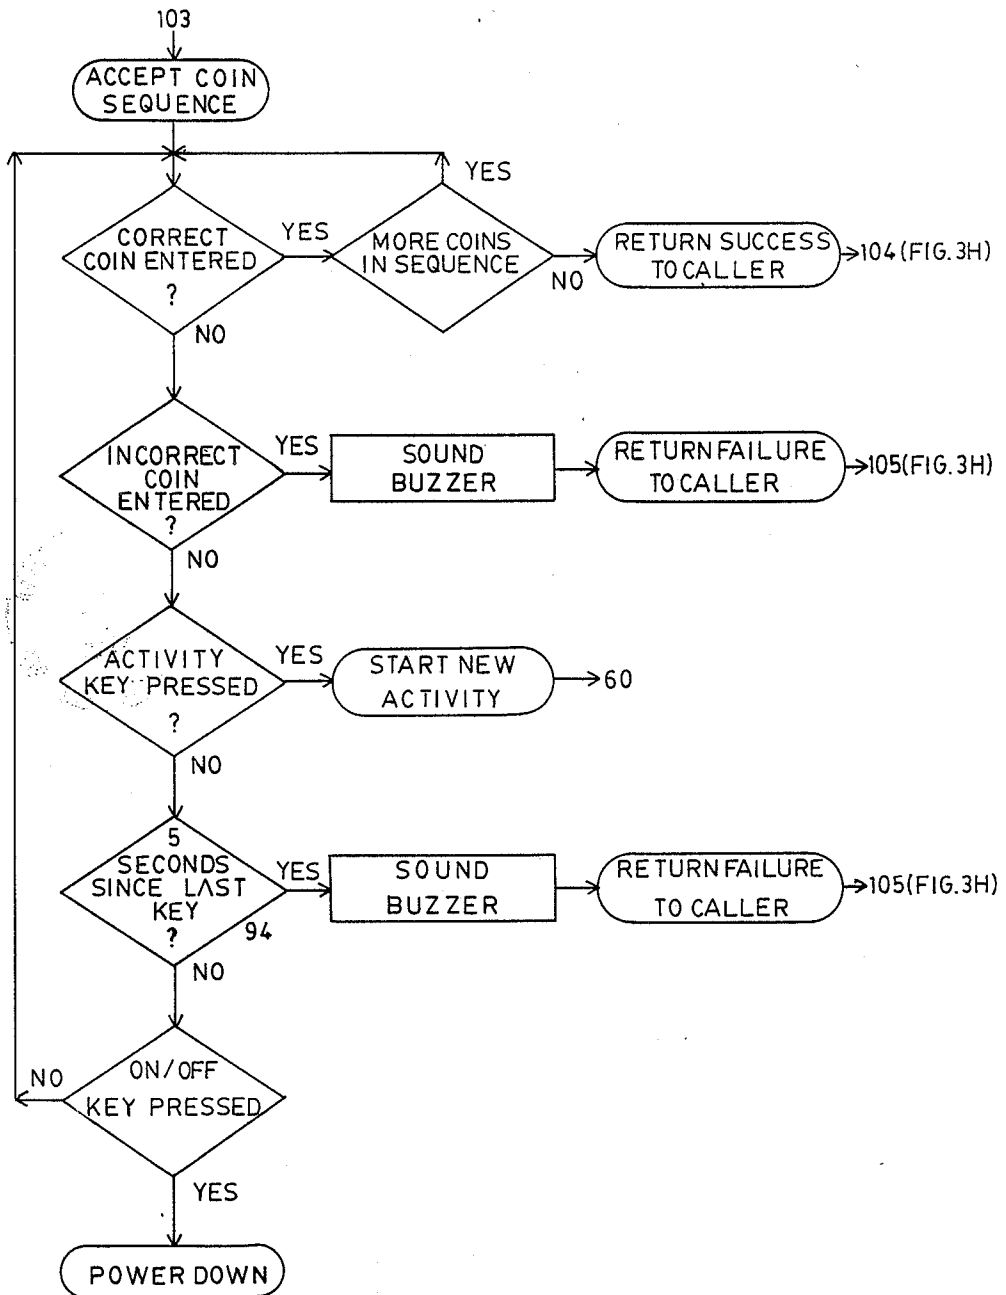 103
ACCEPT COIN
SEQUENCE
YES
CORRECT
COIN ENTERED
?
YES
MORE COINS
IN SEQUENCE
NO
RETURN SUCCESS
TO CALLER
104(FIG.3H)
NO
INCORRECT
COIN
ENTERED
?
YES
SOUND
BUZZER
RETURN FAILURE
TO CALLER
105(FIG.3H)
NO
ACTIVITY
KEY PRESSED
?
YES
START NEW
ACTIVITY
60
NO
5
SECONDS
SINCE LAST
KEY
?
94
YES
SOUND
BUZZER
RETURN FAILURE
TO CALLER
105(FIG.3H)
NO
ON/OFF
KEY PRESSED
NO
YES
POWER DOWN